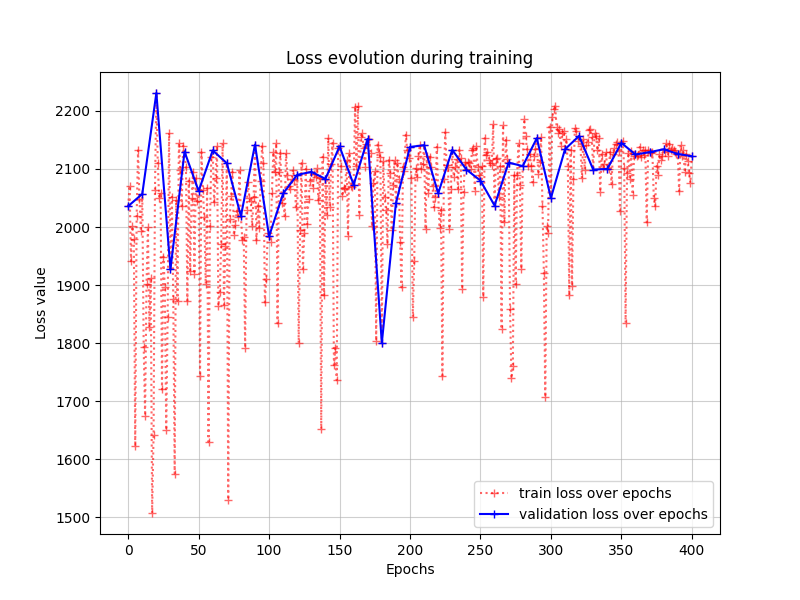 Loss evolution during training
Loss value
2200
2100
2000
1900
1800
1700
1600
1500
train loss over epochs
validation loss over epochs
0 50 100 150 200 250 300 350 400
Epochs